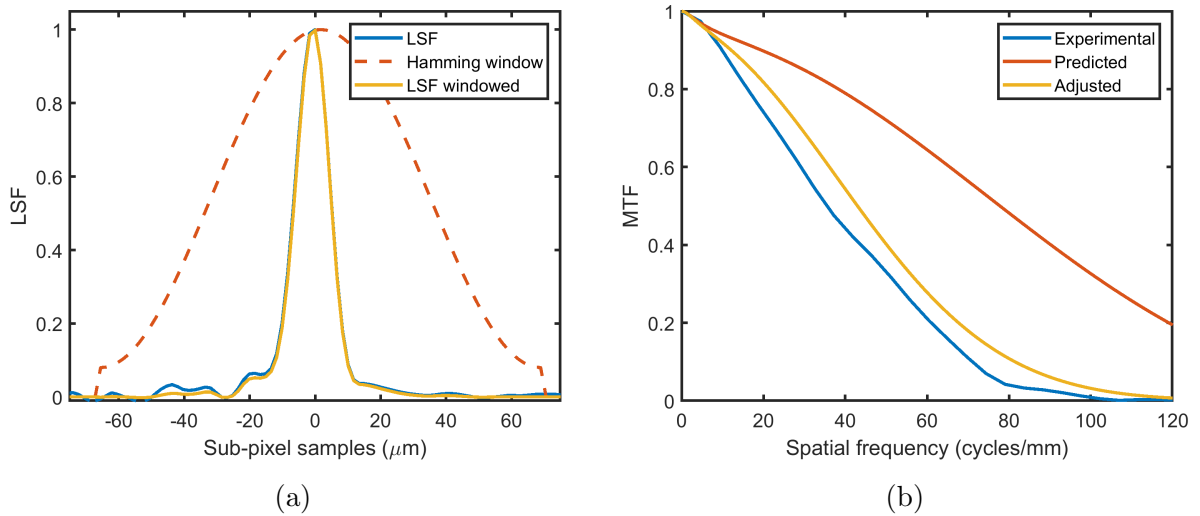 LSF
Hamming window
LSF windowed
1
0.8
0.6
0.4
0.2
0
LSF
-60
-40
-20
0
20
40
60
Sub-pixel samples (μm)
(a)
Experimental
Predicted
Adjusted
1
0.8
0.6
0.4
0.2
0
MTF
0
20
40
60
80
100
120
Spatial frequency (cycles/mm)
(b)